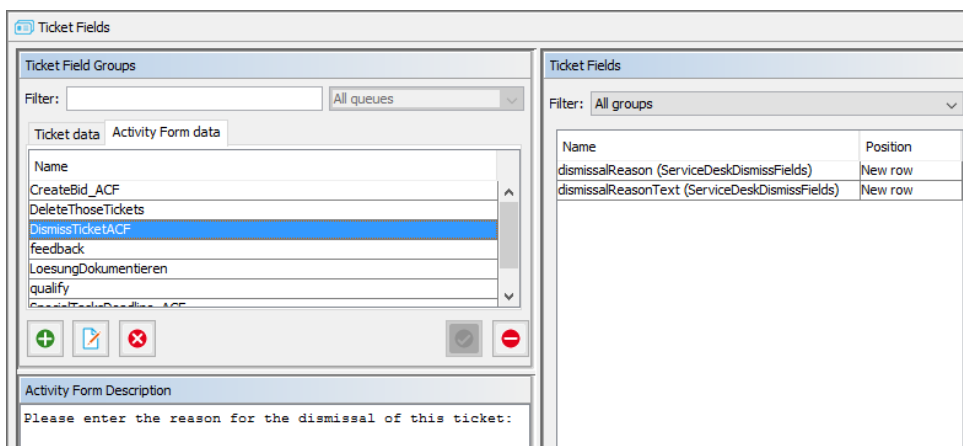 Ticket Fields
Ticket Field Groups
Filter: All queues
Ticket data Activity Form data
Name
CreateBid_ACF
DeleteThoseTickets
DismissTicketACF
feedback
LoesungDokumentieren
qualify
Activity Form Description
Please enter the reason for the dismissal of this ticket:
Ticket Fields
Filter: All groups
Name Position
dismissalReason (ServiceDeskDismissFields) New row
dismissalReasonText (ServiceDeskDismissFields) New row